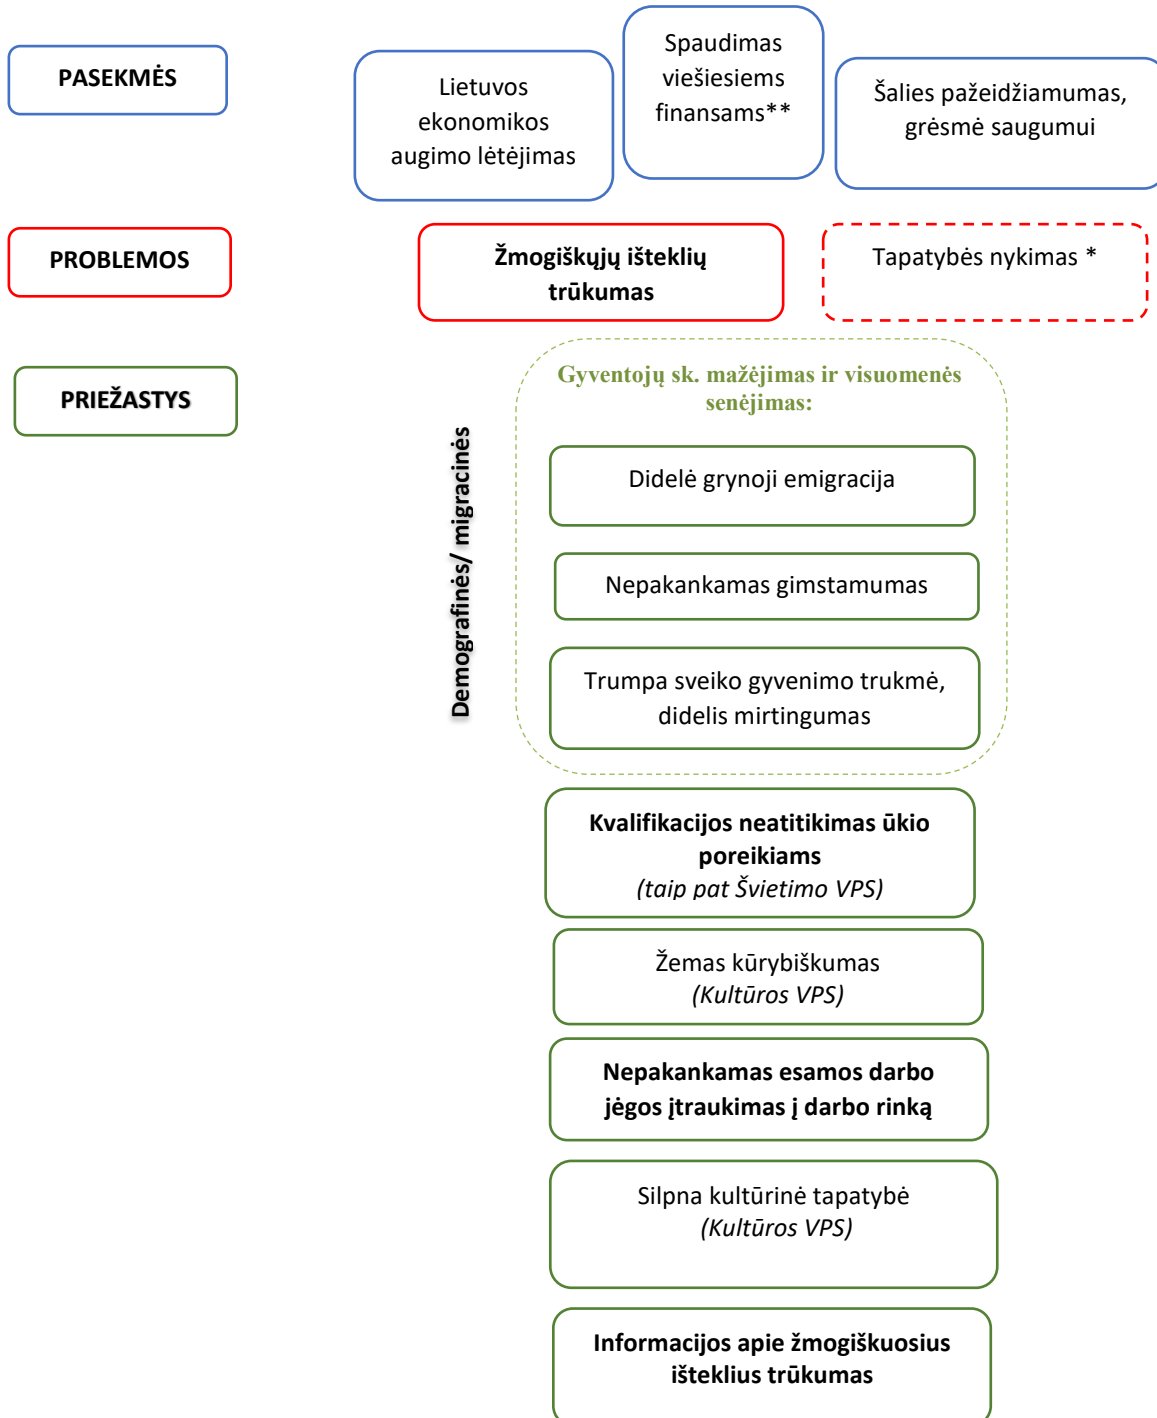 PASEKMĖS
Lietuvos
ekonomikos
augimo lėtėjimas
Spaudimas
viešiesiems
finansams**
Šalies pažeidžiamumas,
grėsmė saugumui
PROBLEMOS
Žmogiškųjų išteklių
trūkumas
Tapatybės nykimas *
PRIEŽASTYS
Demografinės/ migracinės
Gyventojų sk. mažėjimas ir visuomenės
senėjimas:
Didelė grynoji emigracija
Nepakankamas gimstamumas
Trumpa sveiko gyvenimo trukmė,
didelis mirtingumas
Kvalifikacijos neatitikimas ūkio
poreikiams
(taip pat Švietimo VPS)
Žemas kūrybiškumas
(Kultūros VPS)
Nepakankamas esamos darbo
jėgos įtraukimas į darbo rinką
Silpna kultūrinė tapatybė
(Kultūros VPS)
Informacijos apie žmogiškuosius
išteklius trūkumas